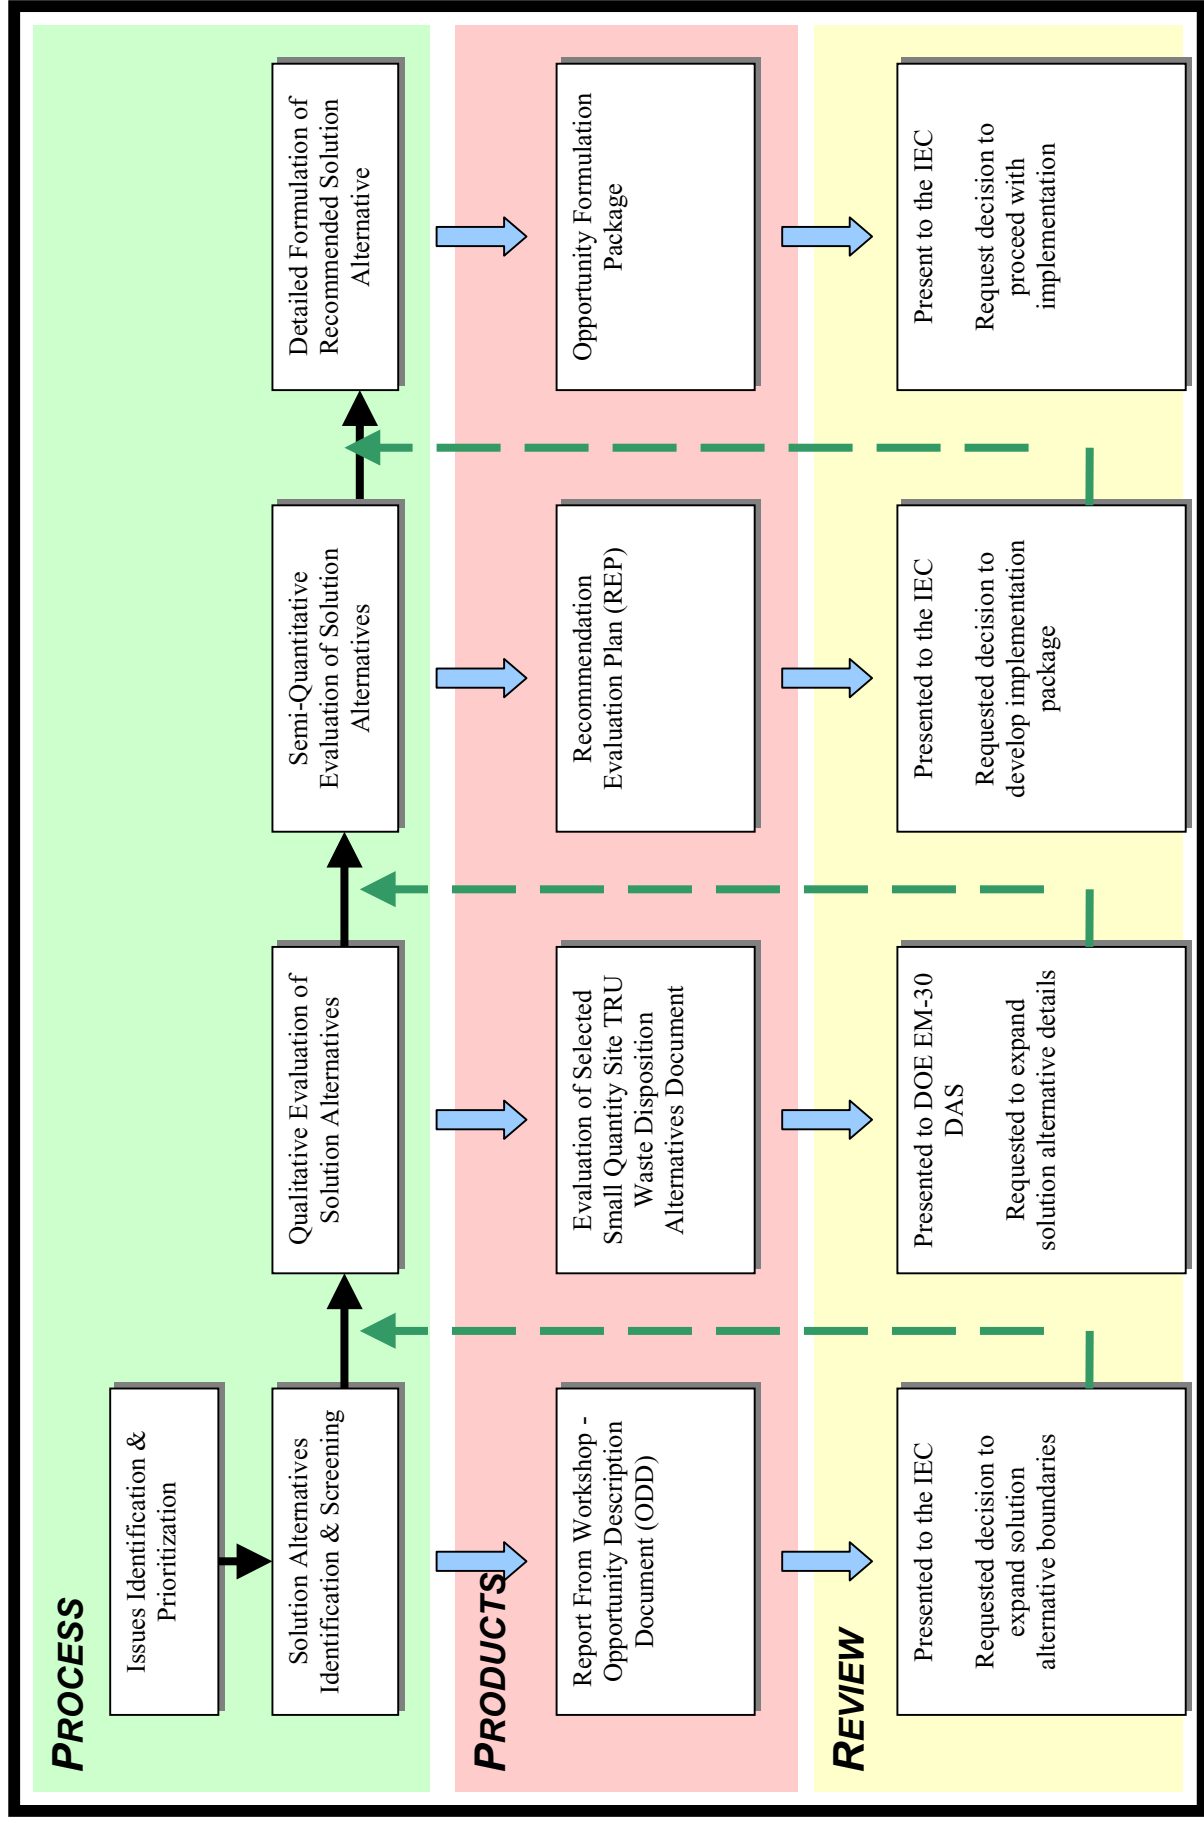 PROCESS
Issues Identification &
Prioritization
Solution Alternatives
Identification & Screening
Qualitative Evaluation of
Solution Alternatives
Semi-Quantitative
Evaluation of Solution
Alternatives
Detailed Formulation of
Recommended Solution
Alternative
PRODUCTS
Report From Workshop -
Opportunity Description
Document (ODD)
Evaluation of Selected
Small Quantity Site TRU
Waste Disposition
Alternatives Document
Recommendation
Evaluation Plan (REP)
Opportunity Formulation
Package
REVIEW
Presented to the IEC
Requested decision to
expand solution
alternative boundaries
Presented to DOE EM-30
DAS
Requested to expand
solution alternative details
Presented to the IEC
Requested decision to
develop implementation
package
Present to the IEC
Request decision to
proceed with
implementation